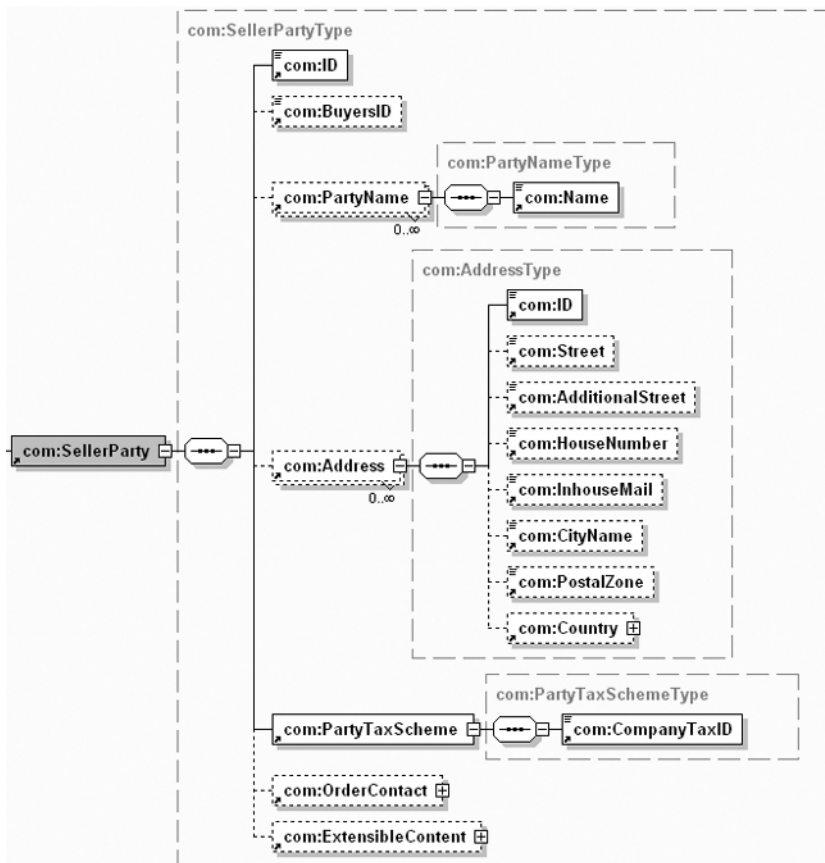 com:SellerPartyType
com:ID
com:BuyersID
com:PartyNameType
com:PartyName
com:Name
0..∞
com:AddressType
com:ID
com:Street
com:AdditionalStreet
com:HouseNumber
com:SellerParty
com:Address
com:InhouseMail
0..∞
com:CityName
com:PostalZone
com:Country
com:PartyTaxSchemeType
com:PartyTaxScheme
com:CompanyTaxID
com:OrderContact
com:ExtensibleContent